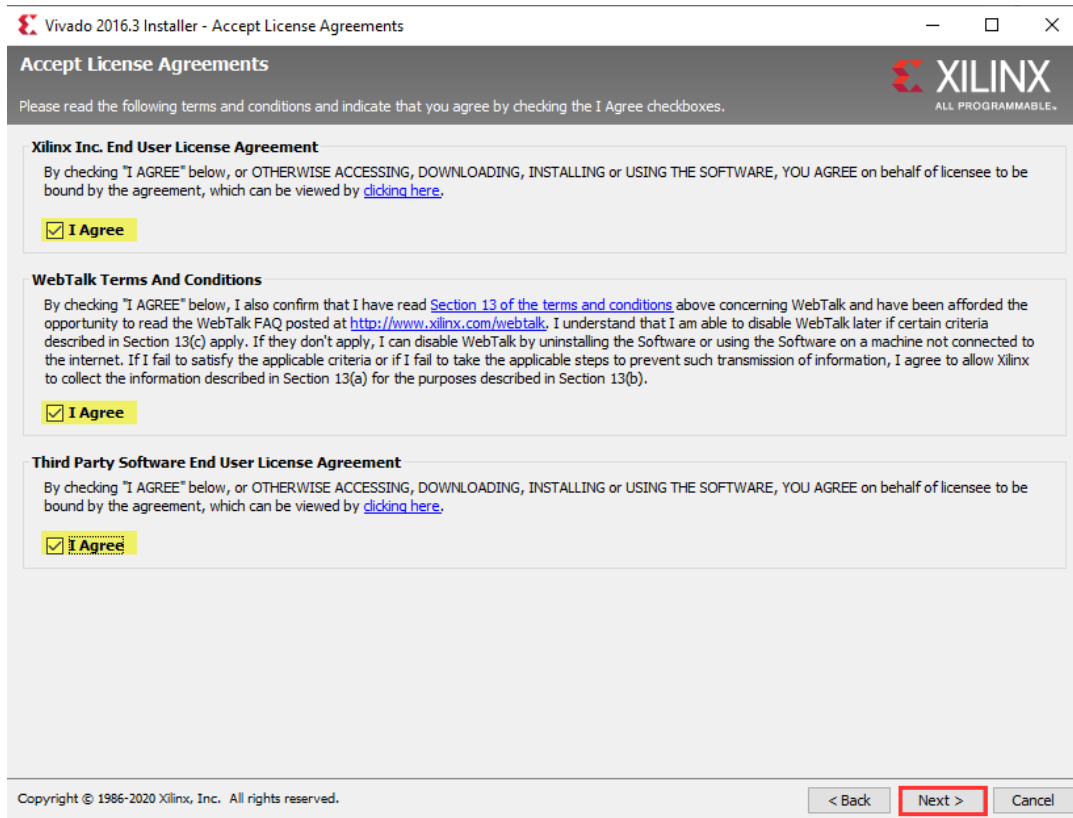 Vivado 2016.3 Installer - Accept License Agreements
Accept License Agreements
Please read the following terms and conditions and indicate that you agree by checking the I Agree checkboxes.
XILINX
ALL PROGRAMMABLE™
Xilinx Inc. End User License Agreement
By checking "I AGREE" below, or OTHERWISE ACCESSING, DOWNLOADING, INSTALLING or USING THE SOFTWARE, YOU AGREE on behalf of licensee to be
bound by the agreement, which can be viewed by clicking here.
I Agree
WebTalk Terms And Conditions
By checking "I AGREE" below, I also confirm that I have read Section 13 of the terms and conditions above concerning WebTalk and have been afforded the
opportunity to read the WebTalk FAQ posted at http://www.xilinx.com/webtalk. I understand that I am able to disable WebTalk later if certain criteria
described in Section 13(c) apply. If they don't apply, I can disable WebTalk by uninstalling the Software or using the Software on a machine not connected to
the internet. If I fail to satisfy the applicable criteria or if I fail to take the applicable steps to prevent such transmission of information, I agree to allow Xilinx
to collect the information described in Section 13(a) for the purposes described in Section 13(b).
I Agree
Third Party Software End User License Agreement
By checking "I AGREE" below, or OTHERWISE ACCESSING, DOWNLOADING, INSTALLING or USING THE SOFTWARE, YOU AGREE on behalf of licensee to be
bound by the agreement, which can be viewed by clicking here.
I Agree
Copyright © 1986-2020 Xilinx, Inc. All rights reserved.
< Back
Next >
Cancel